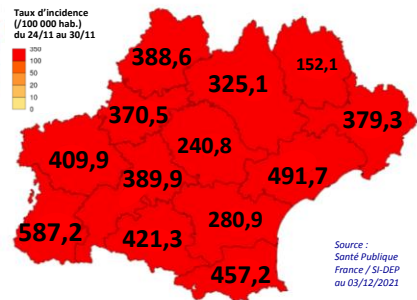 Taux d'incidence
(/100 000 hab.)
du 24/11 au 30/11
350
100
50
20
10
0
388,6
325,1
152,1
370,5
379,3
240,8
409,9
389,9
491,7
587,2
421,3
280,9
457,2
Source :
Santé Publique
France / SI-DEP
au 03/12/2021